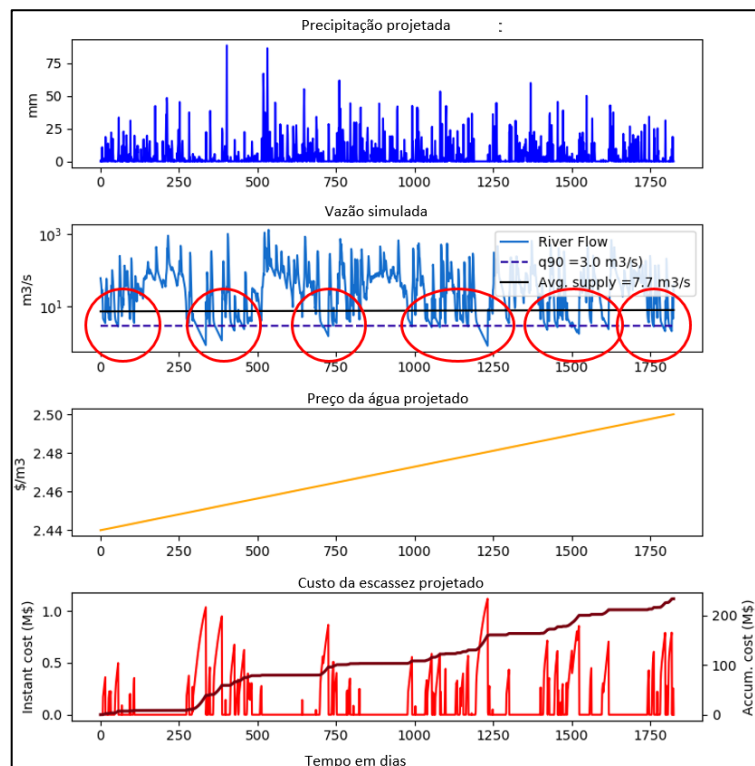 Precipitação projetada :
75
50
25
0
mm
0 250 500 750 1000 1250 1500 1750
Vazão simulada
10³
10¹
m3/s
River Flow
q90 =3.0 m3/s)
Avg. supply =7.7 m3/s
0 250 500 750 1000 1250 1500 1750
Preço da água projetado
2.50
2.48
2.46
2.44
$/m3
0 250 500 750 1000 1250 1500 1750
Custo da escassez projetado
1.0
0.5
0.0
Instant cost (M$)
200
100
0
Accum. cost (M$)
0 250 500 750 1000 1250 1500 1750
Tempo em dias